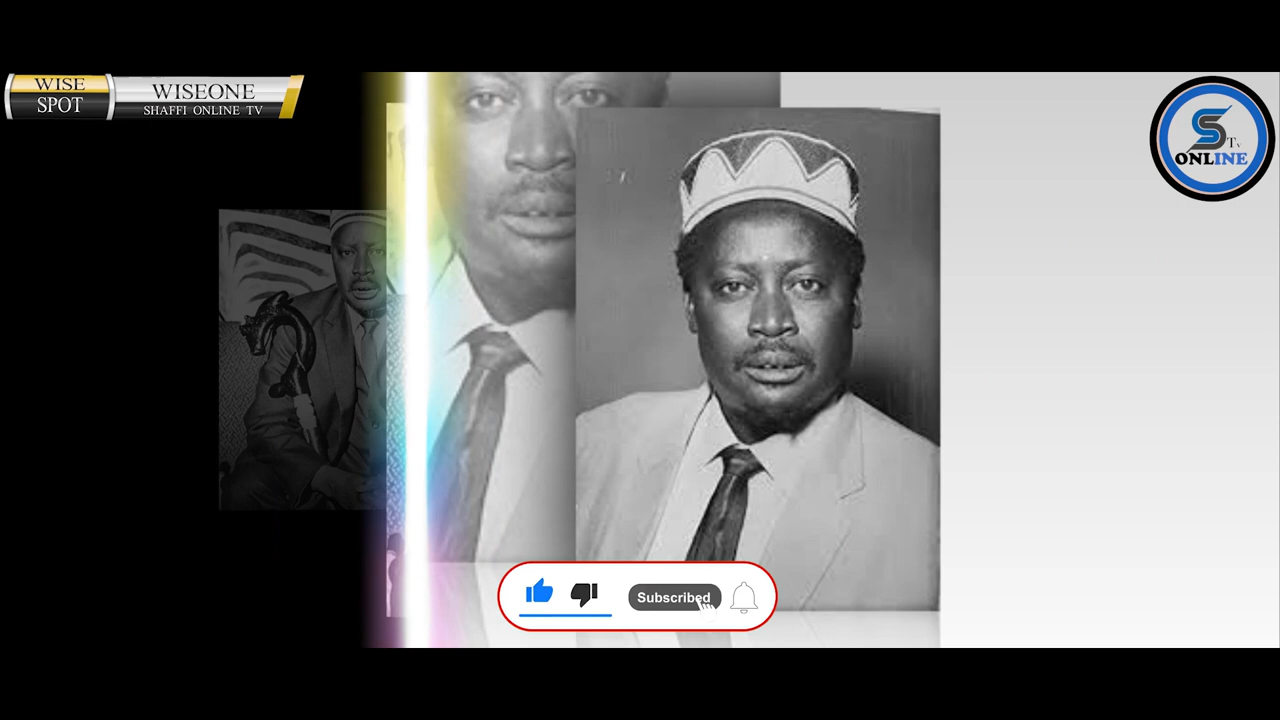 WISE
SPOT
WISEONE
SHAFFI ONLINE TV
S TV
ONLINE
Subscribed